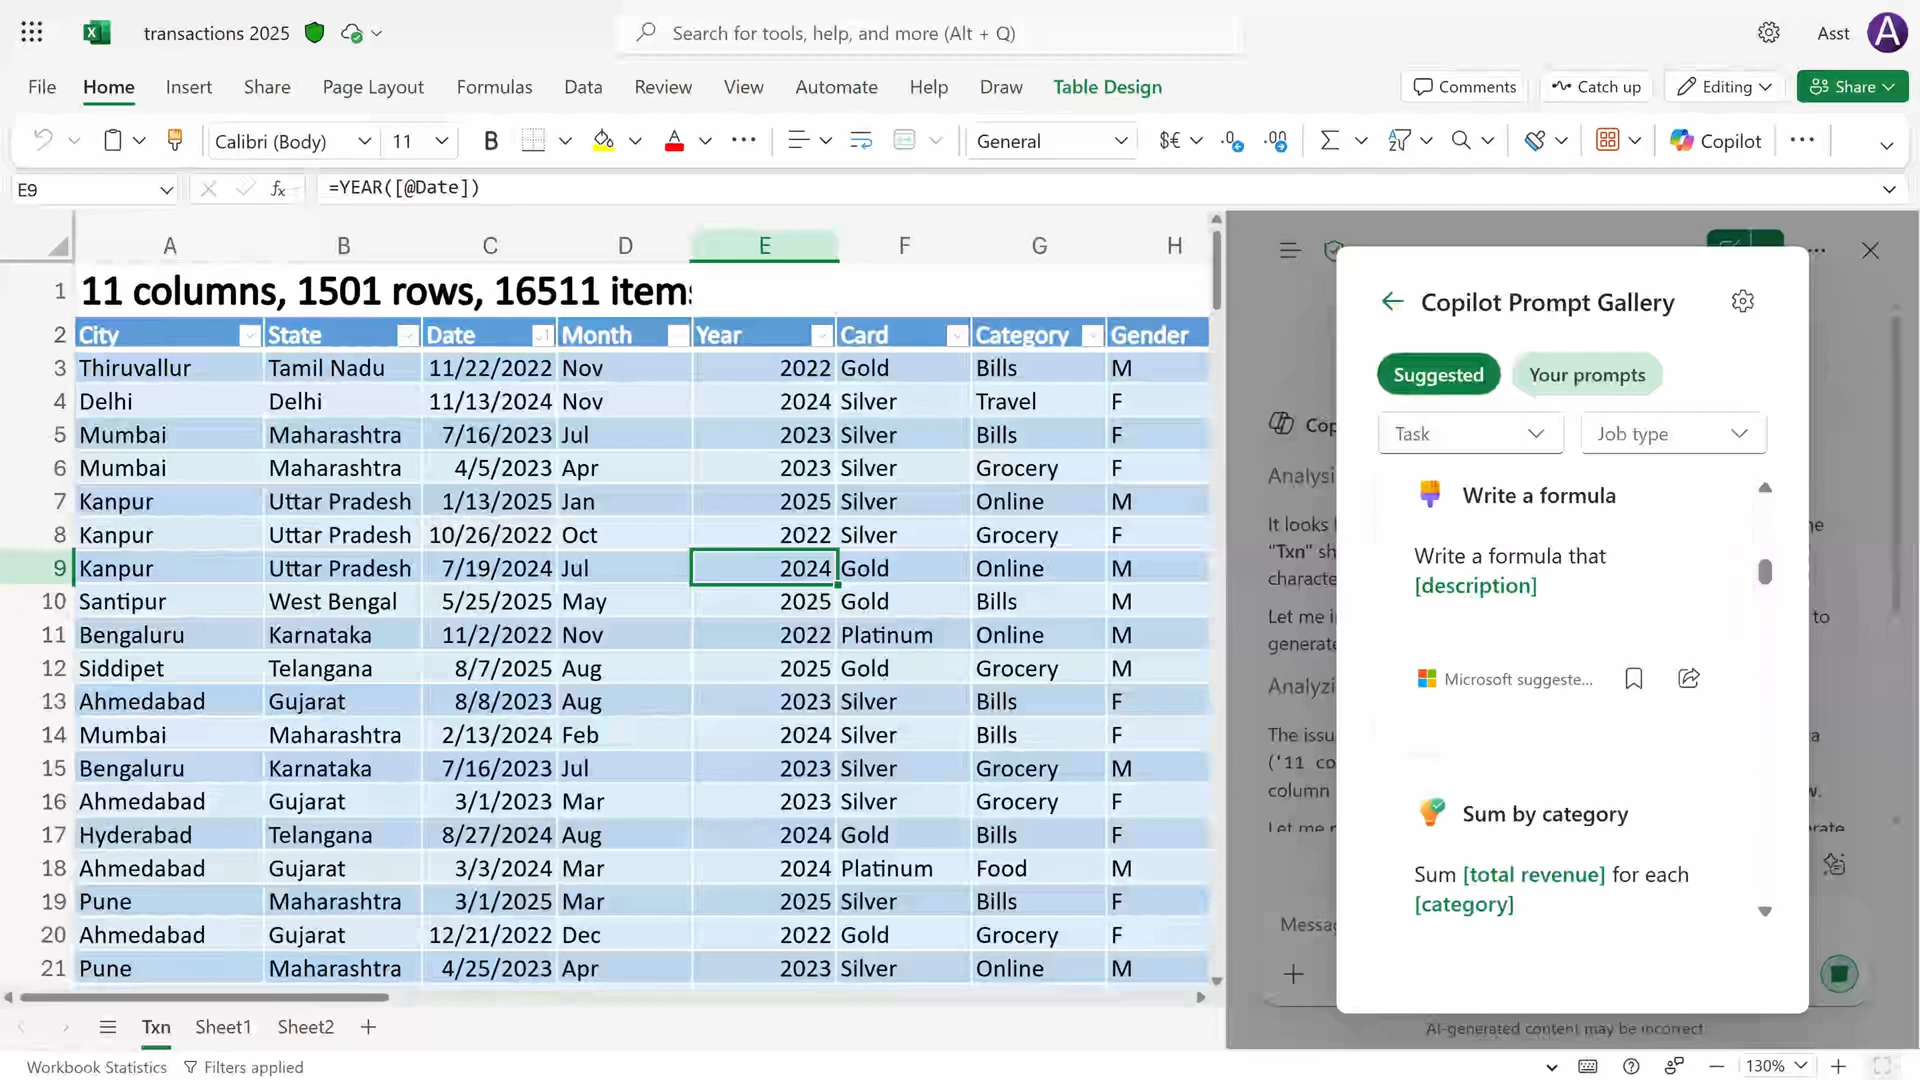 transactions 2025
Search for tools, help, and more (Alt + Q)
Asst
A
File Home Insert Share Page Layout Formulas Data Review View Automate Help Draw Table Design
Comments Catch up Editing Share
Calibri (Body) 11 B General $€ Copilot
E9 fx =YEAR([@Date])
A B C D E F G H
1 11 columns, 1501 rows, 16511 items
2 City State Date Month Year Card Category Gender
3 Thiruvallur Tamil Nadu 11/22/2022 Nov 2022 Gold Bills M
4 Delhi Delhi 11/13/2024 Nov 2024 Silver Travel F
5 Mumbai Maharashtra 7/16/2023 Jul 2023 Silver Bills F
6 Mumbai Maharashtra 4/5/2023 Apr 2023 Silver Grocery F
7 Kanpur Uttar Pradesh 1/13/2025 Jan 2025 Silver Online M
8 Kanpur Uttar Pradesh 10/26/2022 Oct 2022 Silver Grocery F
9 Kanpur Uttar Pradesh 7/19/2024 Jul 2024 Gold Online M
10 Santipur West Bengal 5/25/2025 May 2025 Gold Bills M
11 Bengaluru Karnataka 11/2/2022 Nov 2022 Platinum Online M
12 Siddipet Telangana 8/7/2025 Aug 2025 Gold Grocery M
13 Ahmedabad Gujarat 8/8/2023 Aug 2023 Silver Bills F
14 Mumbai Maharashtra 2/13/2024 Feb 2024 Silver Bills F
15 Bengaluru Karnataka 7/16/2023 Jul 2023 Silver Grocery M
16 Ahmedabad Gujarat 3/1/2023 Mar 2023 Silver Grocery F
17 Hyderabad Telangana 8/27/2024 Aug 2024 Gold Bills F
18 Ahmedabad Gujarat 3/3/2024 Mar 2024 Platinum Food M
19 Pune Maharashtra 3/1/2025 Mar 2025 Silver Bills F
20 Ahmedabad Gujarat 12/21/2022 Dec 2022 Gold Grocery F
21 Pune Maharashtra 4/25/2023 Apr 2023 Silver Online M
Copilot Prompt Gallery
Suggested Your prompts
Task Job type
Write a formula
Write a formula that
[description]
Microsoft suggeste...
Sum by category
Sum [total revenue] for each
[category]
It looks
"Txn"
Let me
to
The
('11
column
Let me
AI-generated content may be incorrect
Txn Sheet1 Sheet2
Workbook Statistics Filters applied
130%